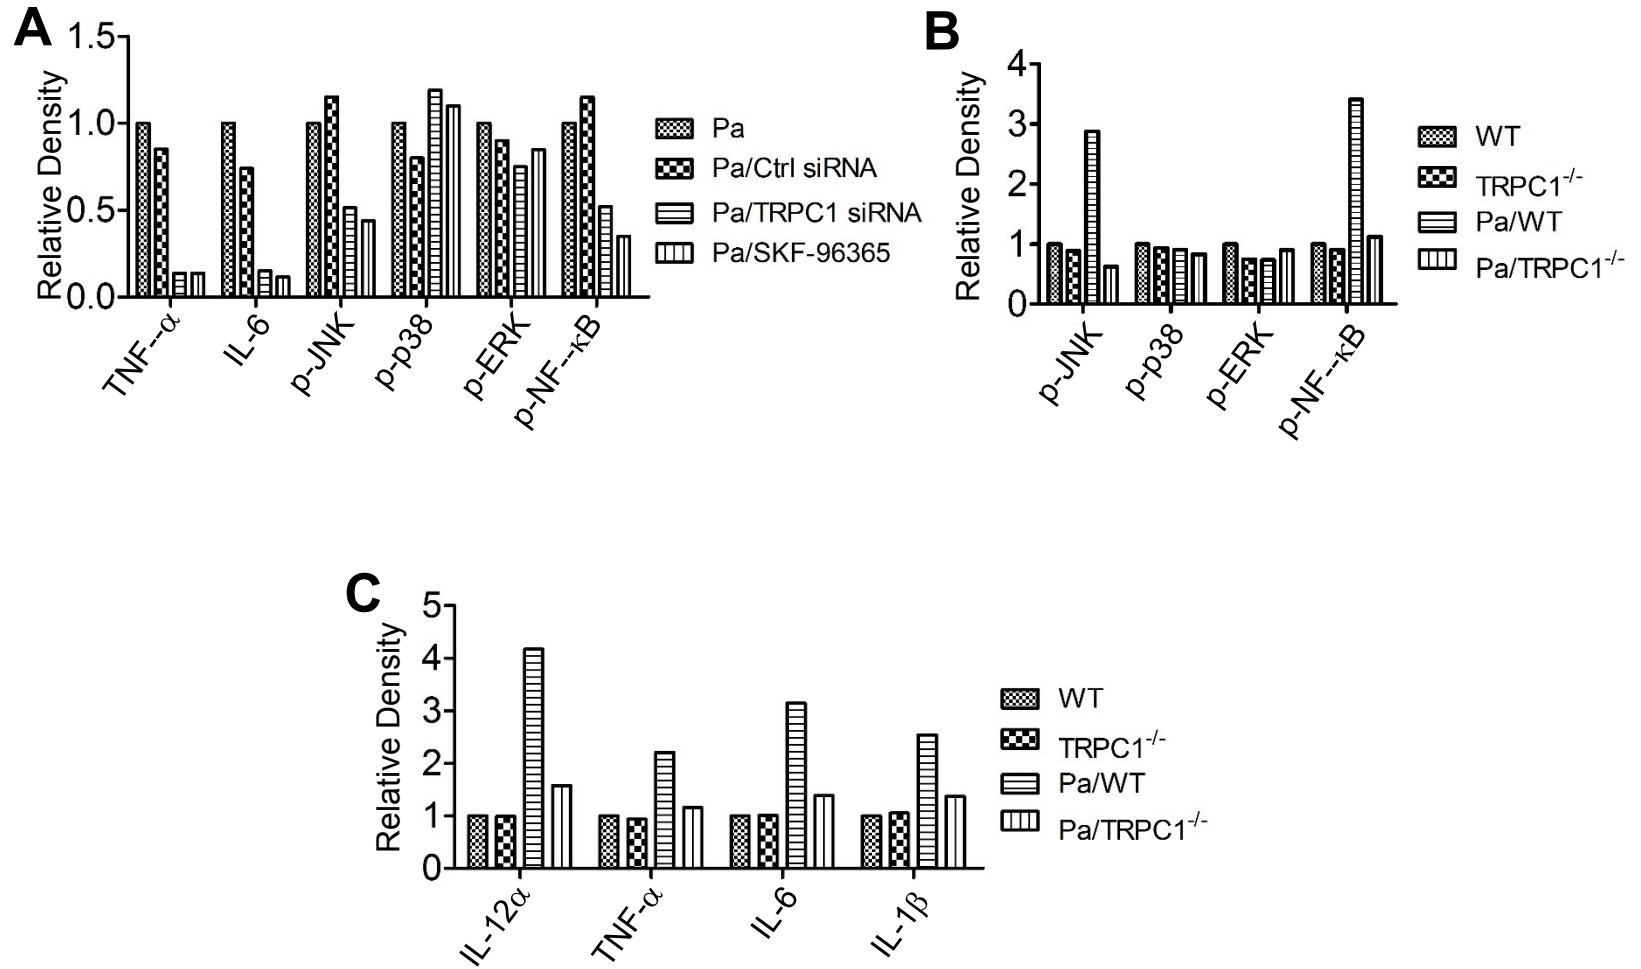 A
1.5
1.0
0.5
0.0
Relative Density
TNF--α
IL-6
p-JNK
p-p38
p-ERK
p-NF--κB
Pa
Pa/Ctrl siRNA
Pa/TRPC1 siRNA
Pa/SKF-96365
B
4
3
2
1
0
Relative Density
p-JNK
p-p38
p-ERK
p-NF--κB
WT
TRPC1-/-
Pa/WT
Pa/TRPC1-/-
C
5
4
3
2
1
0
Relative Density
IL-12α
TNF-α
IL-6
IL-1β
WT
TRPC1-/-
Pa/WT
Pa/TRPC1-/-